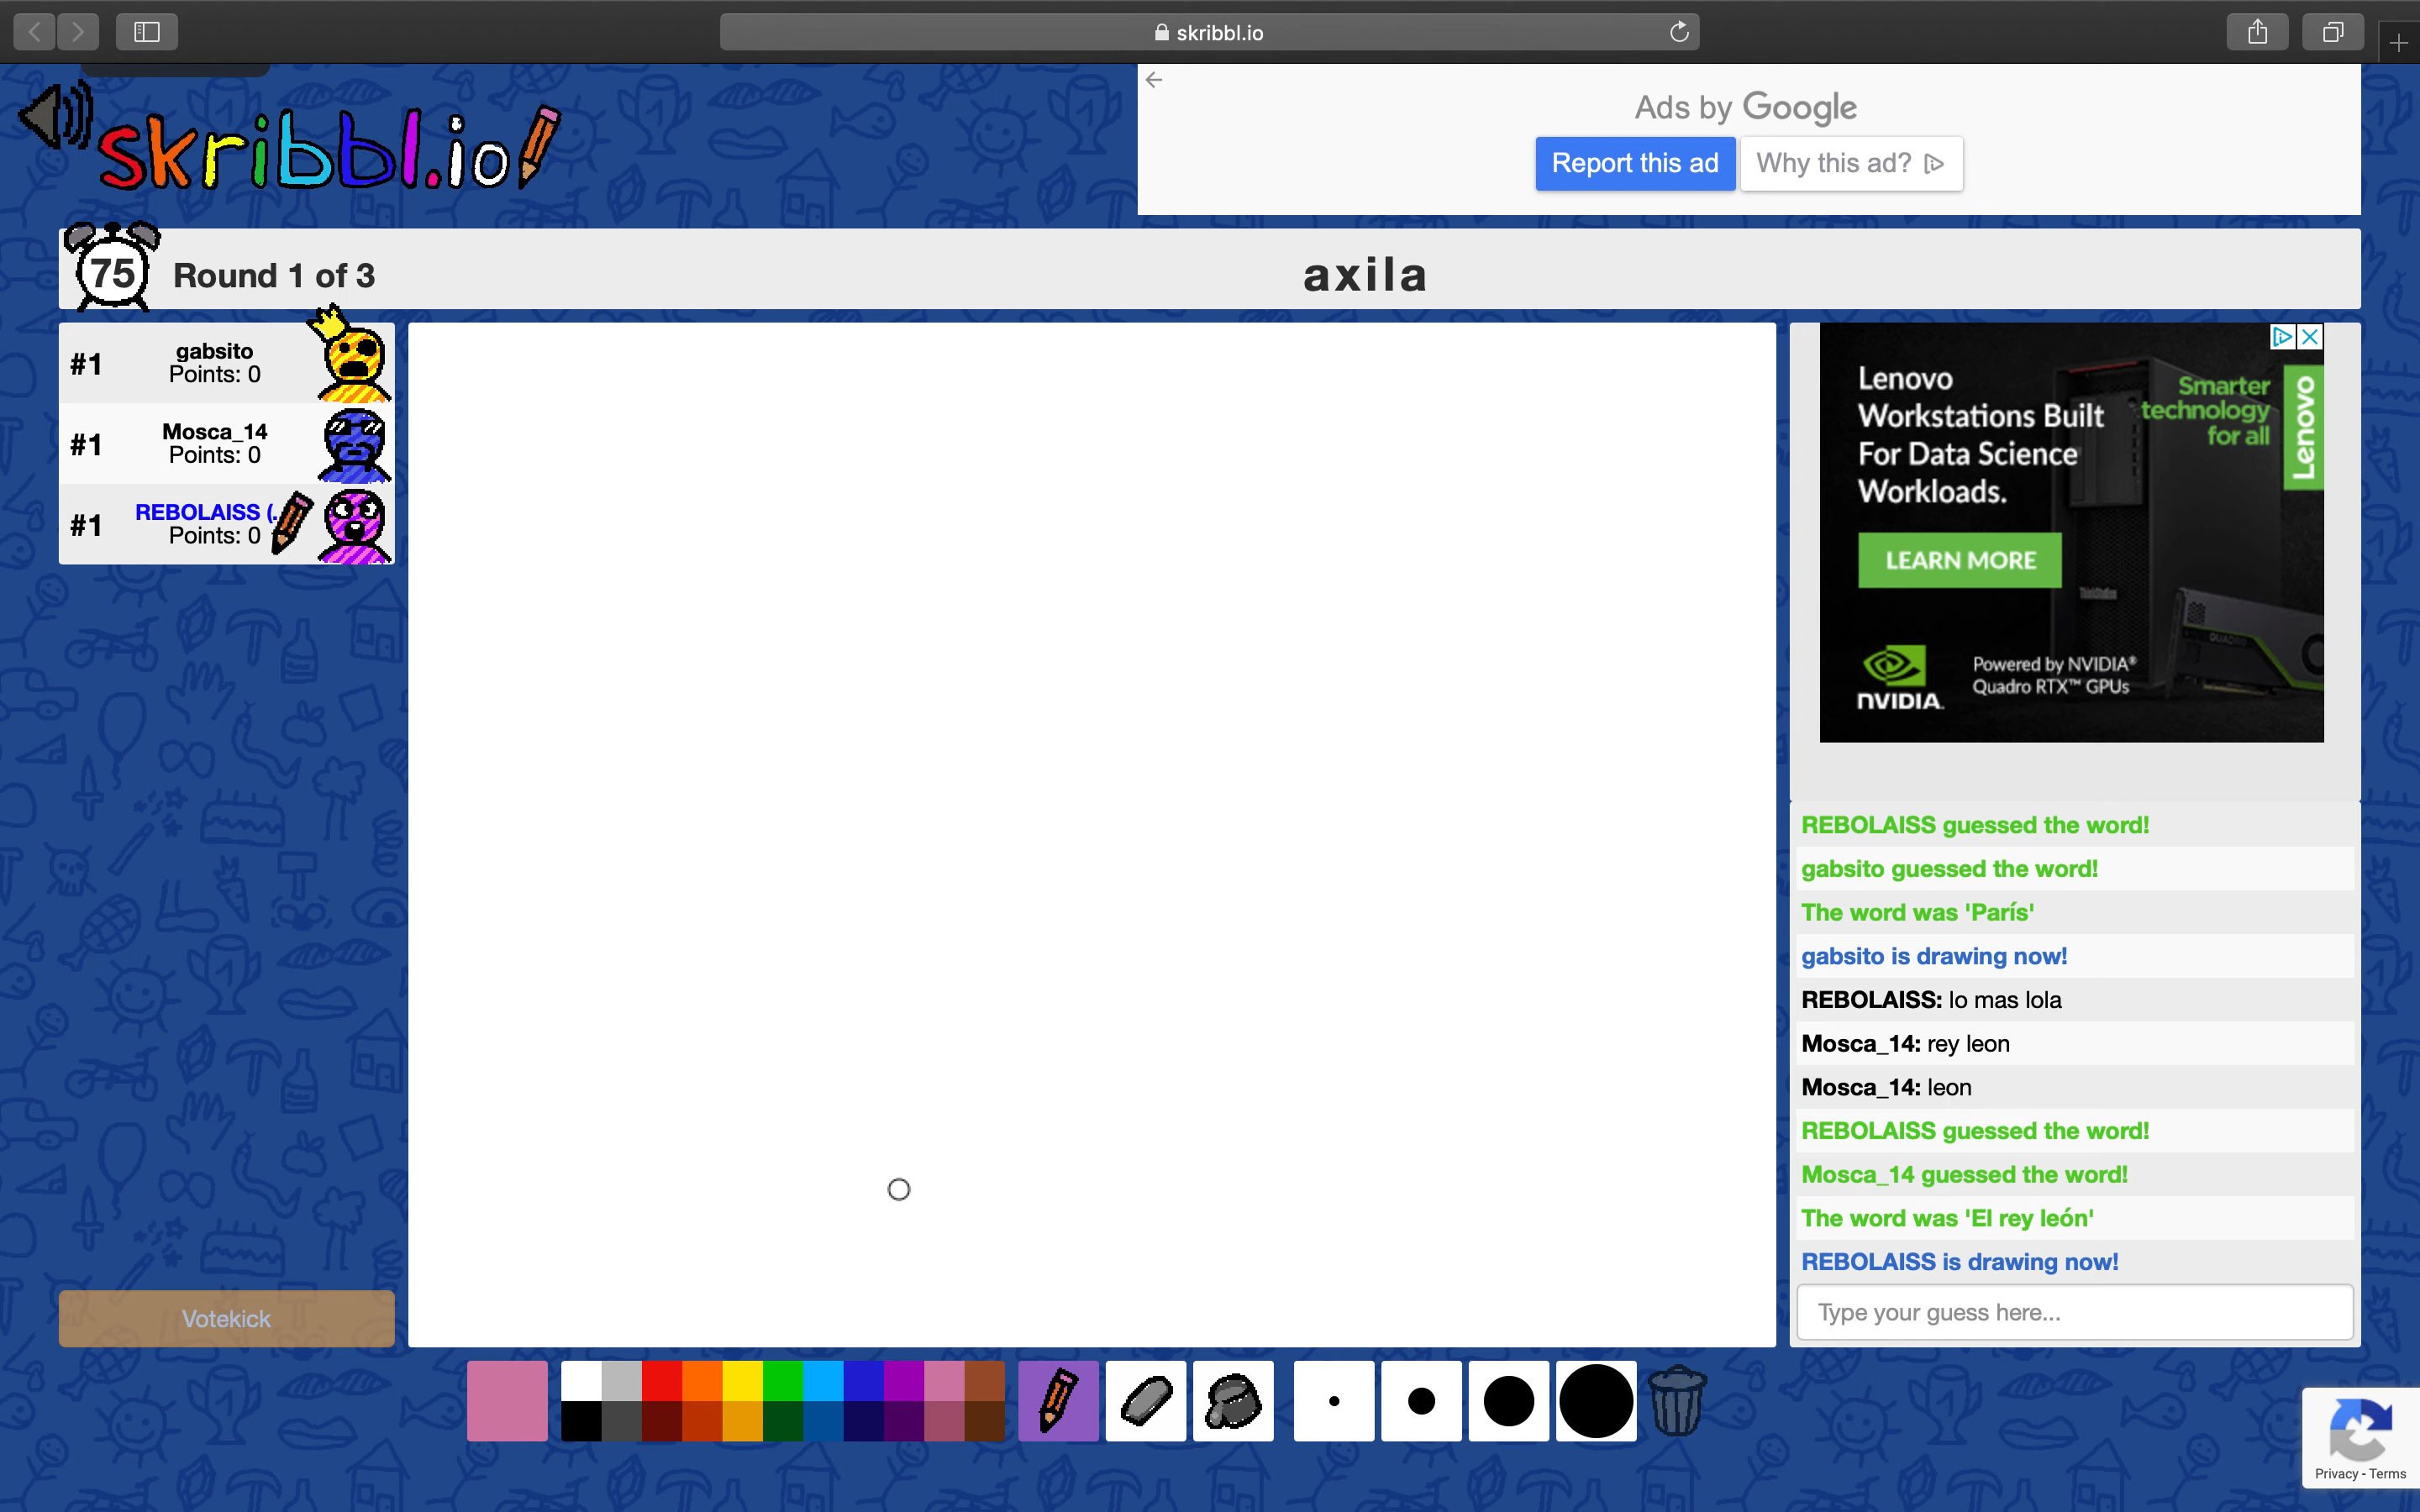 skribbl.io
skribbl.io
Ads by Google
Report this ad
Why this ad?
75
Round 1 of 3
axila
#1
gabsito
Points: 0
#1
Mosca_14
Points: 0
#1
REBOLAISS (.
Points: 0
Lenovo
Workstations Built
For Data Science
Workloads.
Smarter
technology
for all
Lenovo
LEARN MORE
NVIDIA.
Powered by NVIDIA®
Quadro RTX™ GPUs
REBOLAISS guessed the word!
gabsito guessed the word!
The word was 'París'
gabsito is drawing now!
REBOLAISS: lo mas lola
Mosca_14: rey leon
Mosca_14: leon
REBOLAISS guessed the word!
Mosca_14 guessed the word!
The word was 'El rey león'
REBOLAISS is drawing now!
Type your guess here...
Votekick
Privacy - Terms